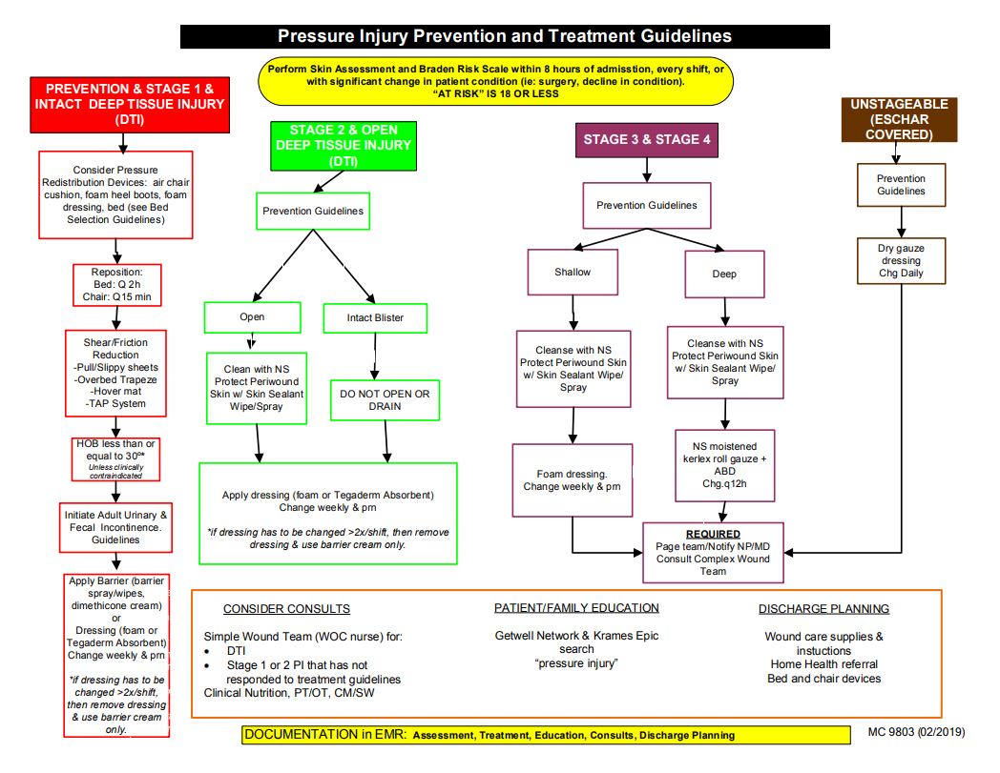 Pressure Injury Prevention and Treatment Guidelines
Perform Skin Assessment and Braden Risk Scale within 8 hours of admisstion, every shift, or
with significant change in patient condition (ie: surgery, decline in condition).
“AT RISK” IS 18 OR LESS
PREVENTION & STAGE 1 &
INTACT DEEP TISSUE INJURY
(DTI)
Consider Pressure
Redistribution Devices: air chair
cushion, foam heel boots, foam
dressing, bed (see Bed
Selection Guidelines)
Reposition:
Bed: Q 2h
Chair: Q15 min
Shear/Friction
Reduction
-Pull/Slippy sheets
-Overbed Trapeze
-Hover mat
-TAP System
HOB less than or
equal to 30º*
Unless clinically
contraindicated
Initiate Adult Urinary &
Fecal Incontinence.
Guidelines
Apply Barrier (barrier
spray/wipes,
dimethicone cream)
or
Dressing (foam or
Tegaderm Absorbent)
Change weekly & prn
*if dressing has to be
changed >2x/shift,
then remove dressing
& use barrier cream
only.
STAGE 2 & OPEN
DEEP TISSUE INJURY
(DTI)
Prevention Guidelines
Open
Intact Blister
Clean with NS
Protect Periwound
Skin w/ Skin Sealant
Wipe/Spray
DO NOT OPEN OR
DRAIN
Apply dressing (foam or Tegaderm Absorbent)
Change weekly & prn
*if dressing has to be changed >2x/shift, then remove
dressing & use barrier cream only.
STAGE 3 & STAGE 4
Prevention Guidelines
Shallow
Deep
Cleanse with NS
Protect Periwound Skin
w/ Skin Sealant Wipe/
Spray
Cleanse with NS
Protect Periwound Skin
w/ Skin Sealant Wipe/
Spray
Foam dressing.
Change weekly & prn
NS moistened
kerlex roll gauze +
ABD
Chg.q12h
REQUIRED
Page team/Notify NP/MD
Consult Complex Wound
Team
UNSTAGEABLE
(ESCHAR
COVERED)
Prevention
Guidelines
Dry gauze
dressing
Chg Daily
CONSIDER CONSULTS
Simple Wound Team (WOC nurse) for:
• DTI
• Stage 1 or 2 PI that has not
responded to treatment guidelines
Clinical Nutrition, PT/OT, CM/SW
PATIENT/FAMILY EDUCATION
Getwell Network & Krames Epic
search
“pressure injury”
DISCHARGE PLANNING
Wound care supplies &
instuctions
Home Health referral
Bed and chair devices
DOCUMENTATION in EMR: Assessment, Treatment, Education, Consults, Discharge Planning
MC 9803 (02/2019)